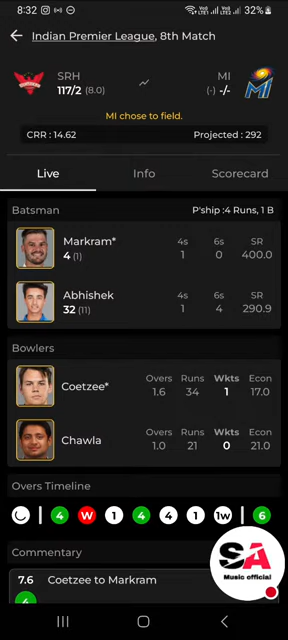 8:32
32%
Indian Premier League, 8th Match
SRH
117/2 (8.0)
MI
(-) -/-
MI
MI chose to field.
CRR : 14.62
Projected : 292
Live
Info
Scorecard
Batsman
P'ship :4 Runs, 1 B
Markram*
4s 6s SR
4 (1)
1 0 400.0
Abhishek
4s 6s SR
32 (11)
1 4 290.9
Bowlers
Coetzee*
Overs Runs Wkts Econ
1.6 34 1 17.0
Chawla
Overs Runs Wkts Econ
1.0 21 0 21.0
Overs Timeline
4 W 1 4 4 1 1w 6
Commentary
7.6 Coetzee to Markram
4
SA
Music official